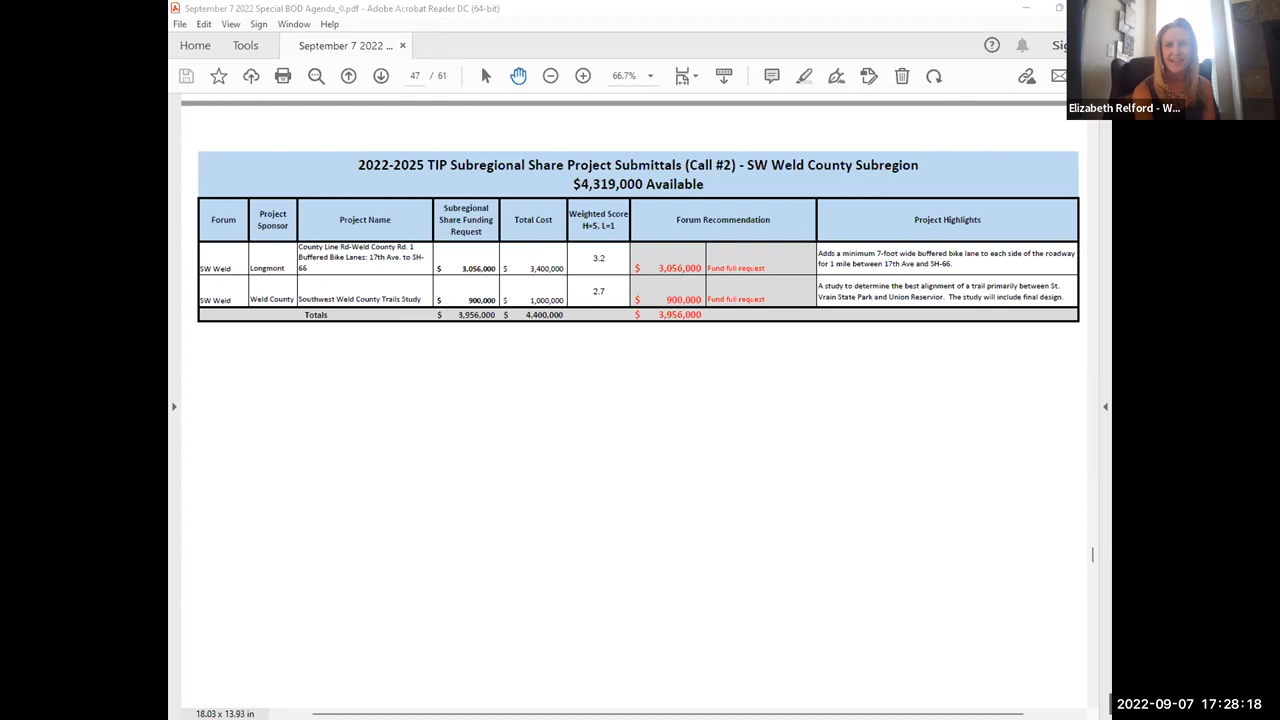 September 7 2022 Special BOD Agenda_0.pdf - Adobe Acrobat Reader DC (64-bit)
File Edit View Sign Window Help
Home Tools September 7 2022 ... × Sig
47 / 61 66.7%
Elizabeth Relford - W...
2022-2025 TIP Subregional Share Project Submittals (Call #2) - SW Weld County Subregion
$4,319,000 Available
Forum
Project
Sponsor
Project Name
Subregional
Share Funding
Request
Total Cost
Weighted Score
H=5, L=1
Forum Recommendation
Project Highlights
SW Weld
Longmont
County Line Rd-Weld County Rd. 1
Buffered Bike Lanes: 17th Ave. to SH-
66
$ 3,056,000
$ 3,400,000
3.2
$ 3,056,000
Fund full request
Adds a minimum 7-foot wide buffered bike lane to each side of the roadway
for 1 mile between 17th Ave and SH-66.
SW Weld
Weld County
Southwest Weld County Trails Study
$ 900,000
$ 1,000,000
2.7
$ 900,000
Fund full request
A study to determine the best alignment of a trail primarily between St.
Vrain State Park and Union Reservior. The study will include final design.
Totals
$ 3,956,000
$ 4,400,000
$ 3,956,000
18.03 x 13.93 in
2022-09-07 17:28:18